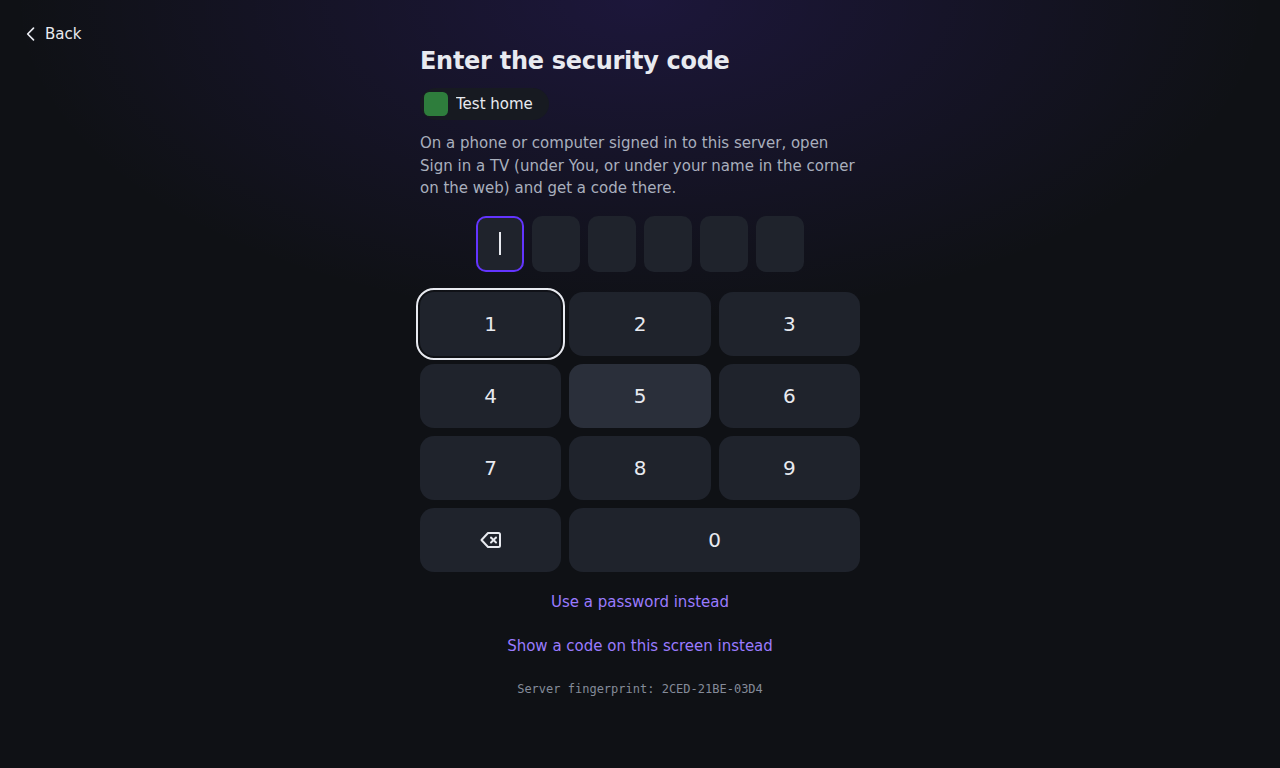 Back
Enter the security code
Test home
On a phone or computer signed in to this server, open
Sign in a TV (under You, or under your name in the corner
on the web) and get a code there.
1 2 3
4 5 6
7 8 9
0
Use a password instead
Show a code on this screen instead
Server fingerprint: 2CED-21BE-03D4